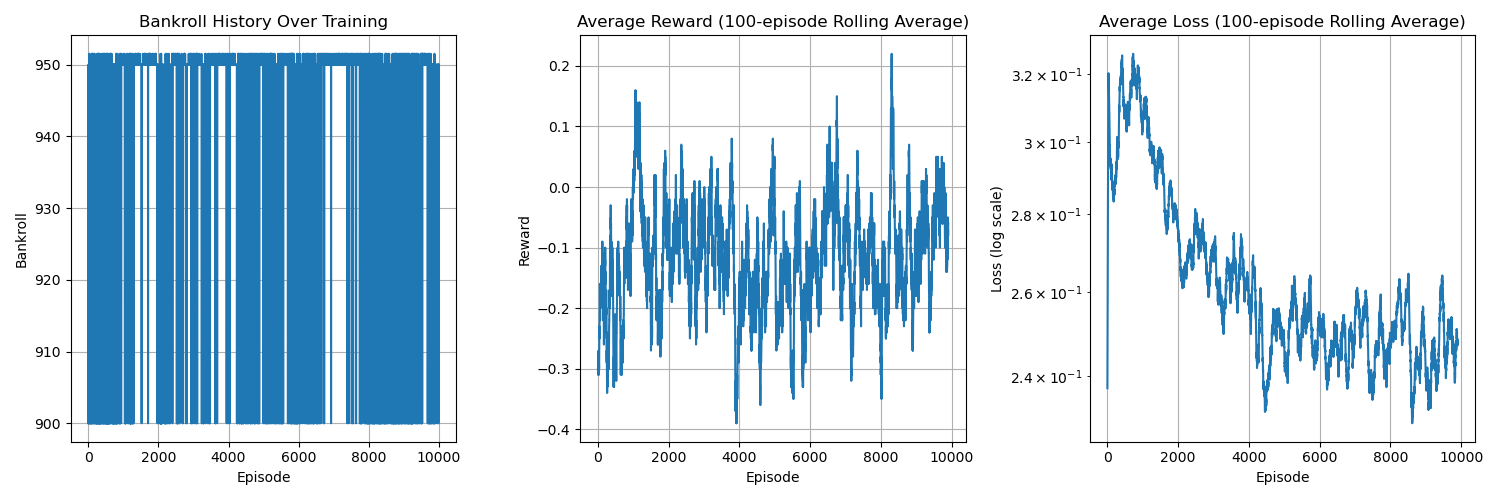 Bankroll History Over Training
950
940
930
920
910
900
Bankroll
0 2000 4000 6000 8000 10000
Episode
Average Reward (100-episode Rolling Average)
0.2
0.1
0.0
−0.1
−0.2
−0.3
−0.4
Reward
0 2000 4000 6000 8000 10000
Episode
Average Loss (100-episode Rolling Average)
3.2 × 10⁻¹
3 × 10⁻¹
2.8 × 10⁻¹
2.6 × 10⁻¹
2.4 × 10⁻¹
Loss (log scale)
0 2000 4000 6000 8000 10000
Episode